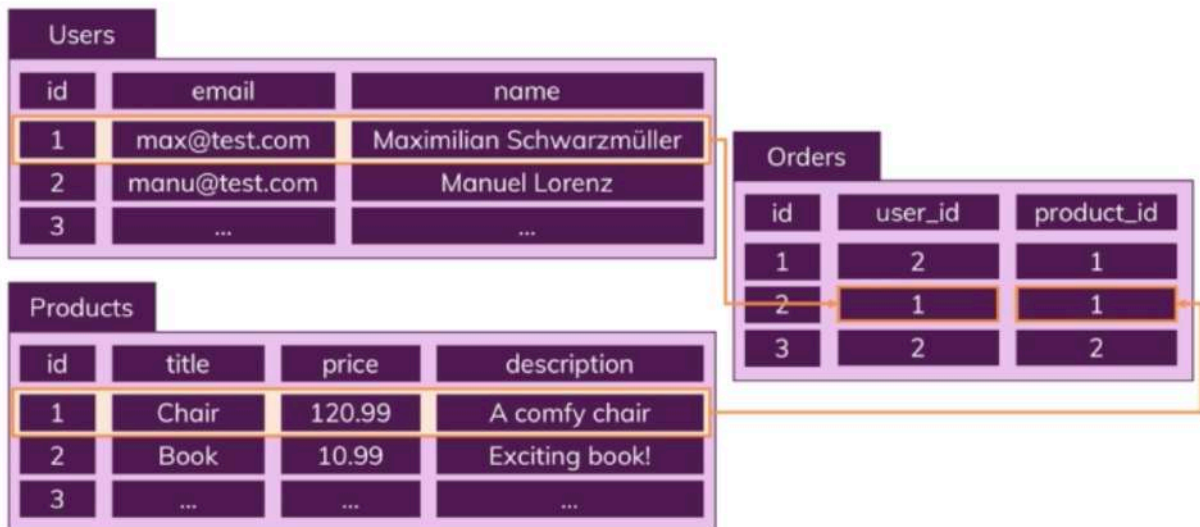 Users
id email name
1 max@test.com Maximilian Schwarzmüller
2 manu@test.com Manuel Lorenz
3 ... ...
Orders
id user_id product_id
1 2 1
2 1 1
3 2 2
Products
id title price description
1 Chair 120.99 A comfy chair
2 Book 10.99 Exciting book!
3 ... ... ...